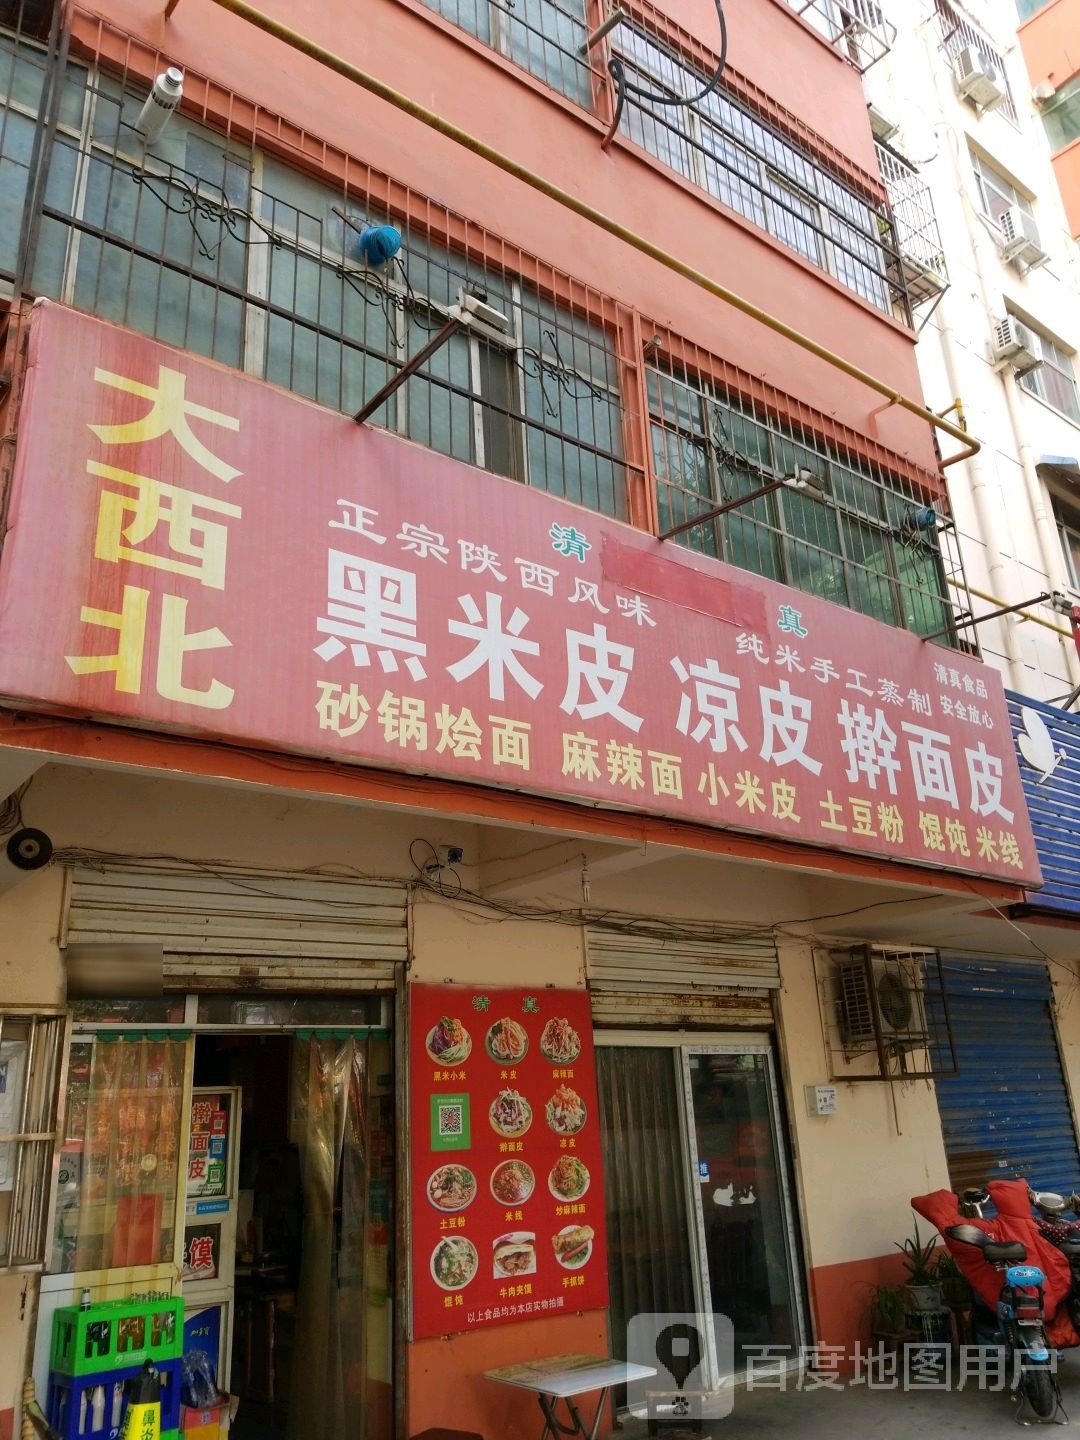 大西北
清 真
正宗陕西风味
纯米手工蒸制
清真食品
安全放心
黑米皮 凉皮 擀面皮
砂锅烩面 麻辣面 小米皮 土豆粉 馄饨 米线
清 真
黑米小米 米皮 麻辣面
擀面皮 凉皮
土豆粉 米线 炒麻辣面
馄饨 牛肉夹馍 手抓饼
以上食品均为本店实物拍摄
擀面皮
馍
推
鼻炎
百度地图用户